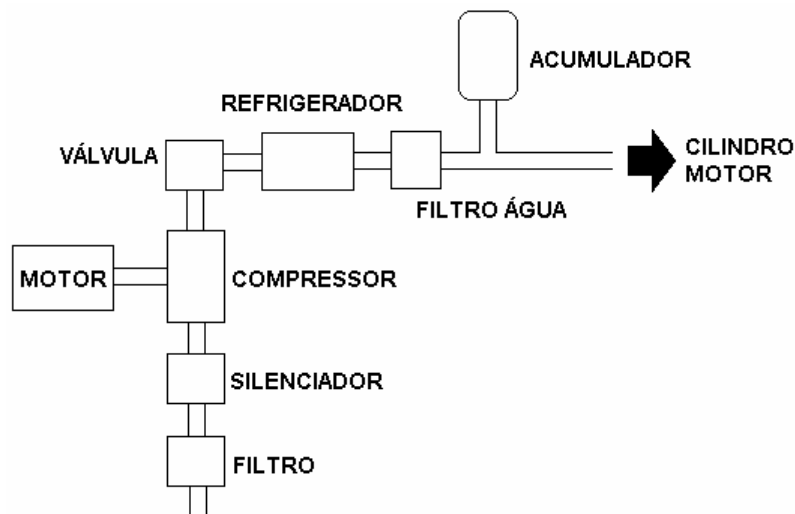 ACUMULADOR
REFRIGERADOR
VÁLVULA
CILINDRO
MOTOR
FILTRO ÁGUA
MOTOR
COMPRESSOR
SILENCIADOR
FILTRO